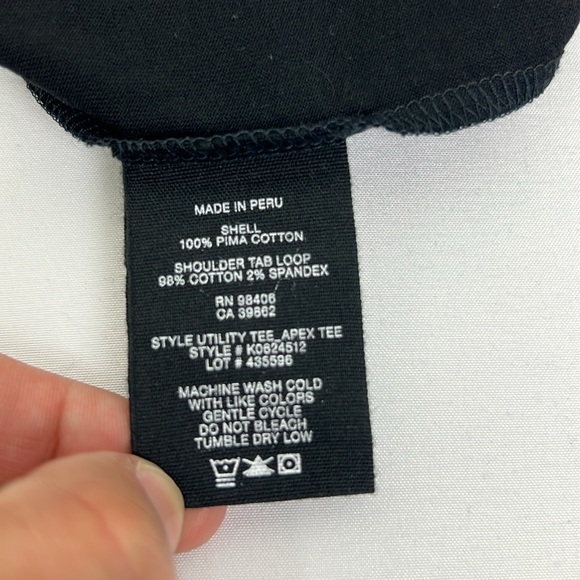 MADE IN PERU
SHELL
100% PIMA COTTON
SHOULDER TAB LOOP
98% COTTON 2% SPANDEX
RN 98406
CA 39862
STYLE UTILITY TEE_APEX TEE
STYLE # K0624512
LOT # 435596
MACHINE WASH COLD
WITH LIKE COLORS
GENTLE CYCLE
DO NOT BLEACH
TUMBLE DRY LOW